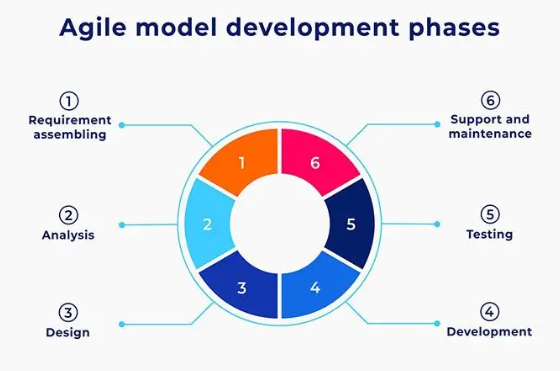 Agile model development phases
1
Requirement
assembling
2
Analysis
3
Design
6
Support and
maintenance
5
Testing
4
Development
1
6
2
5
3
4